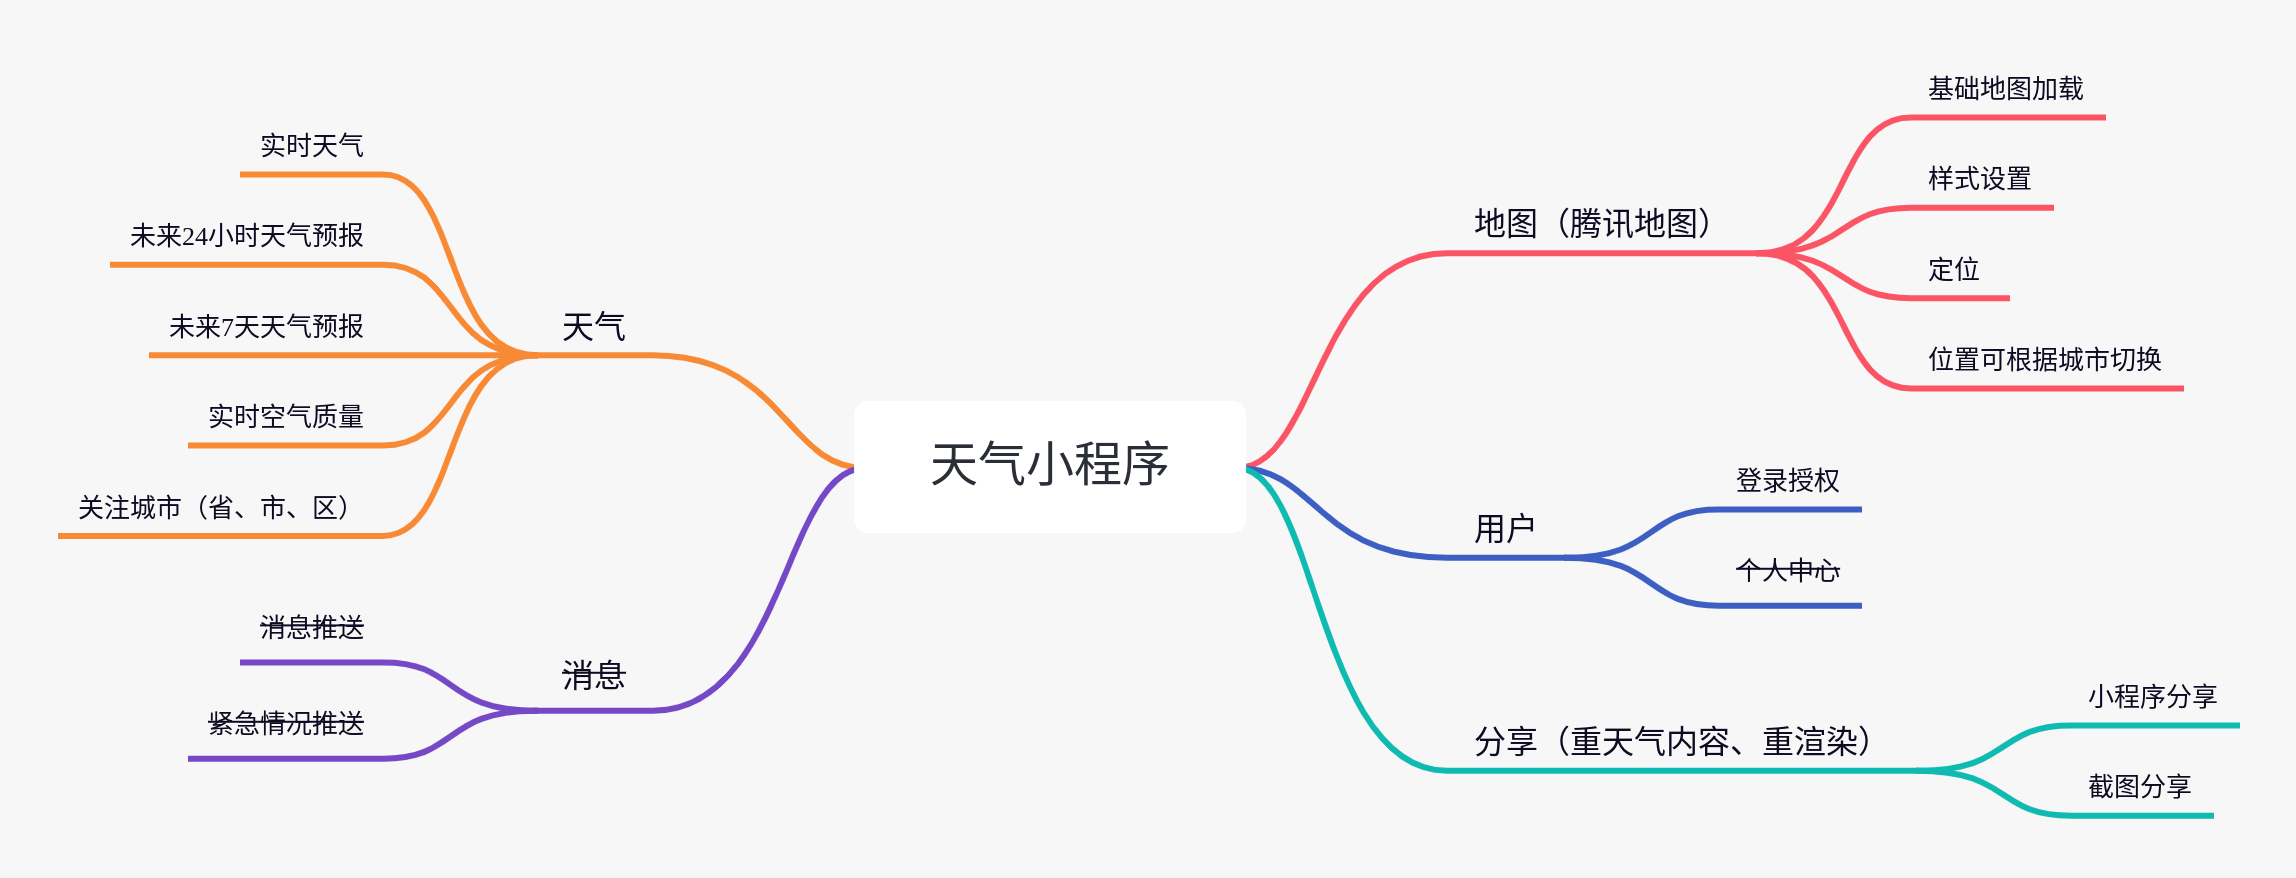 天气小程序
地图（腾讯地图）
基础地图加载
样式设置
定位
位置可根据城市切换
用户
登录授权
个人中心
分享（重天气内容、重渲染）
小程序分享
截图分享
天气
实时天气
未来24小时天气预报
未来7天天气预报
实时空气质量
关注城市（省、市、区）
消息
消息推送
紧急情况推送